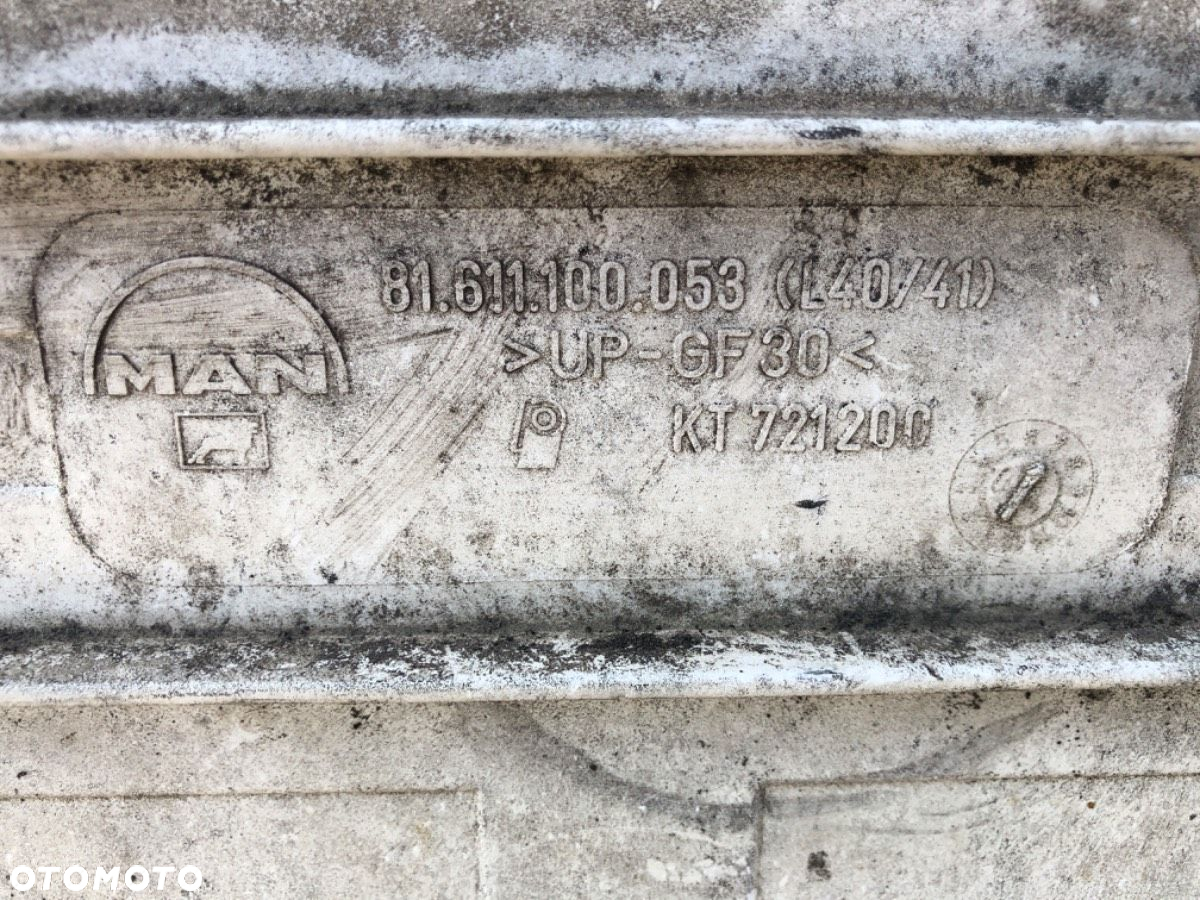 81.611.100.053 (L40/41)
MAN
>UP-GF30<
KT 721200
OTOMOTO